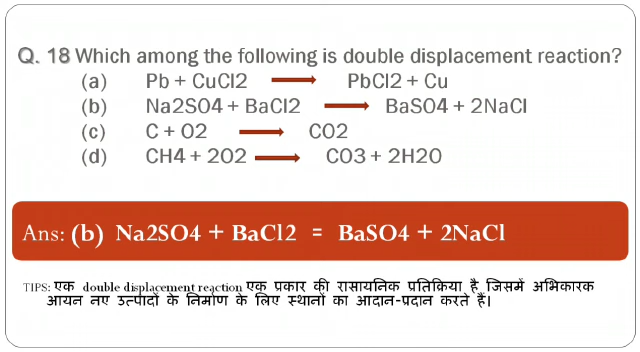 Q. 18 Which among the following is double displacement reaction?
(a) Pb + CuCl2 → PbCl2 + Cu
(b) Na2SO4 + BaCl2 → BaSO4 + 2NaCl
(c) C + O2 → CO2
(d) CH4 + 2O2 → CO3 + 2H2O
Ans: (b) Na2SO4 + BaCl2 = BaSO4 + 2NaCl
TIPS: एक double displacement reaction एक प्रकार की रासायनिक प्रतिक्रिया है जिसमें अभिकारक
आयन नए उत्पादों के निर्माण के लिए स्थानों का आदान-प्रदान करते हैं।